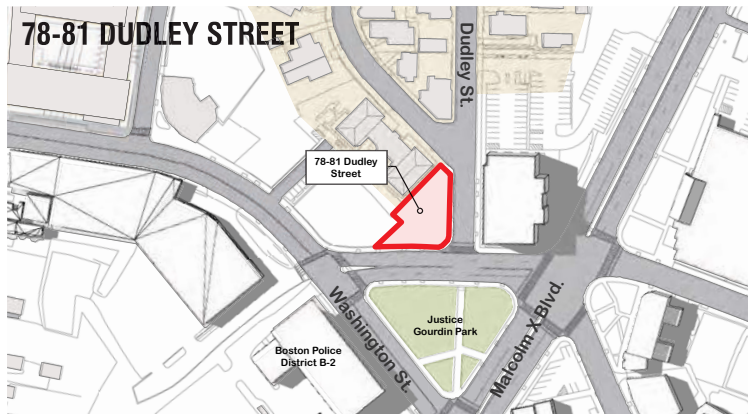 78-81 DUDLEY STREET
Dudley St.
78-81 Dudley
Street
Washington St.
Justice
Gourdin Park
Malcolm X Blvd.
Boston Police
District B-2